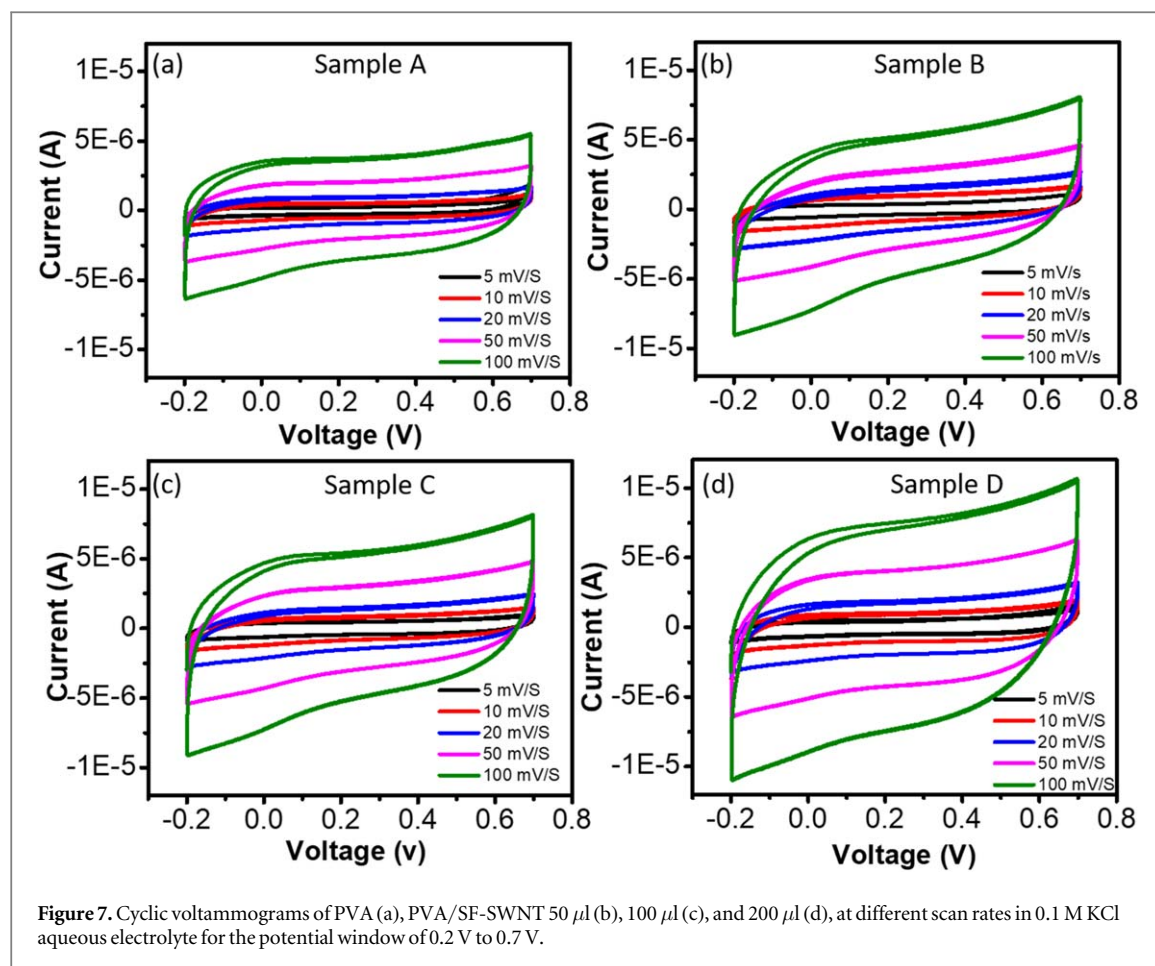 (a) Sample A
1E-5
5E-6
0
-5E-6
-1E-5
Current (A)
5 mV/S
10 mV/S
20 mV/S
50 mV/S
100 mV/S
-0.2 0.0 0.2 0.4 0.6 0.8
Voltage (V)
(b) Sample B
1E-5
5E-6
0
-5E-6
-1E-5
Current (A)
5 mV/s
10 mV/s
20 mV/s
50 mV/s
100 mV/s
-0.2 0.0 0.2 0.4 0.6 0.8
Voltage (V)
(c) Sample C
1E-5
5E-6
0
-5E-6
-1E-5
Current (A)
5 mV/S
10 mV/S
20 mV/S
50 mV/S
100 mV/S
-0.2 0.0 0.2 0.4 0.6 0.8
Voltage (v)
(d) Sample D
1E-5
5E-6
0
-5E-6
-1E-5
Current (A)
5 mV/S
10 mV/S
20 mV/S
50 mV/S
100 mV/S
-0.2 0.0 0.2 0.4 0.6 0.8
Voltage (V)
Figure 7. Cyclic voltammograms of PVA (a), PVA/SF-SWNT 50 μl (b), 100 μl (c), and 200 μl (d), at different scan rates in 0.1 M KCl
aqueous electrolyte for the potential window of 0.2 V to 0.7 V.